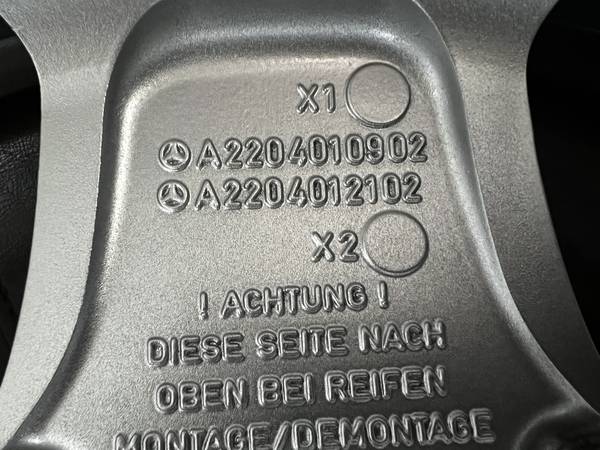 X1
A2204010902
A2204012102
X2
! ACHTUNG !
DIESE SEITE NACH
OBEN BEI REIFEN
MONTAGE/DEMONTAGE